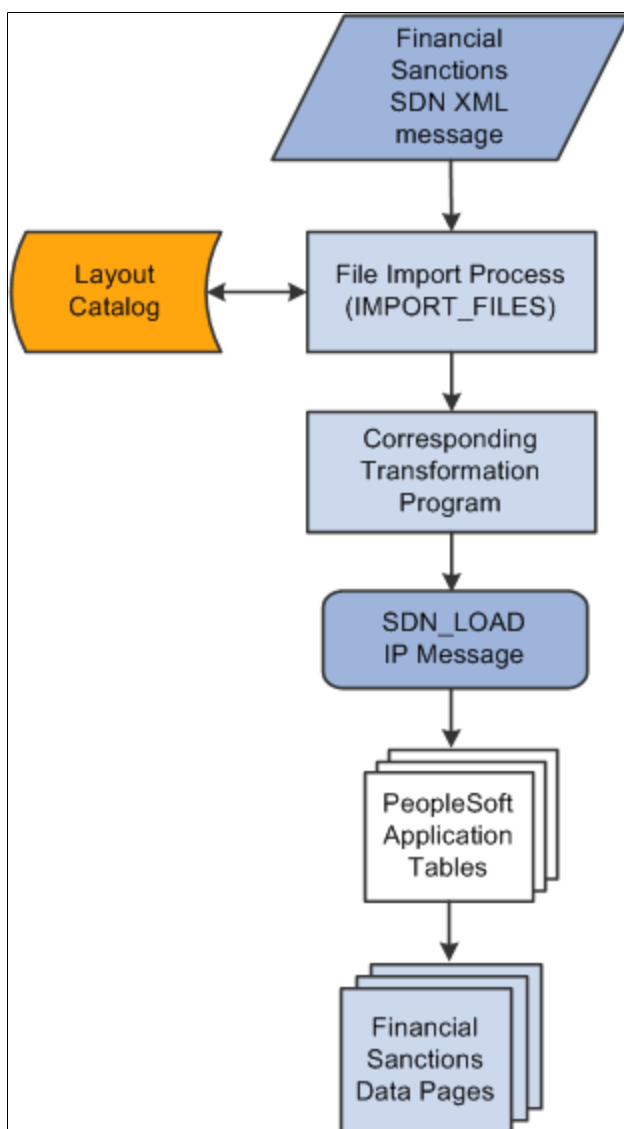 Financial
Sanctions
SDN XML
message
Layout
Catalog
File Import Process
(IMPORT_FILES)
Corresponding
Transformation
Program
SDN_LOAD
IP Message
PeopleSoft
Application
Tables
Financial
Sanctions
Data Pages